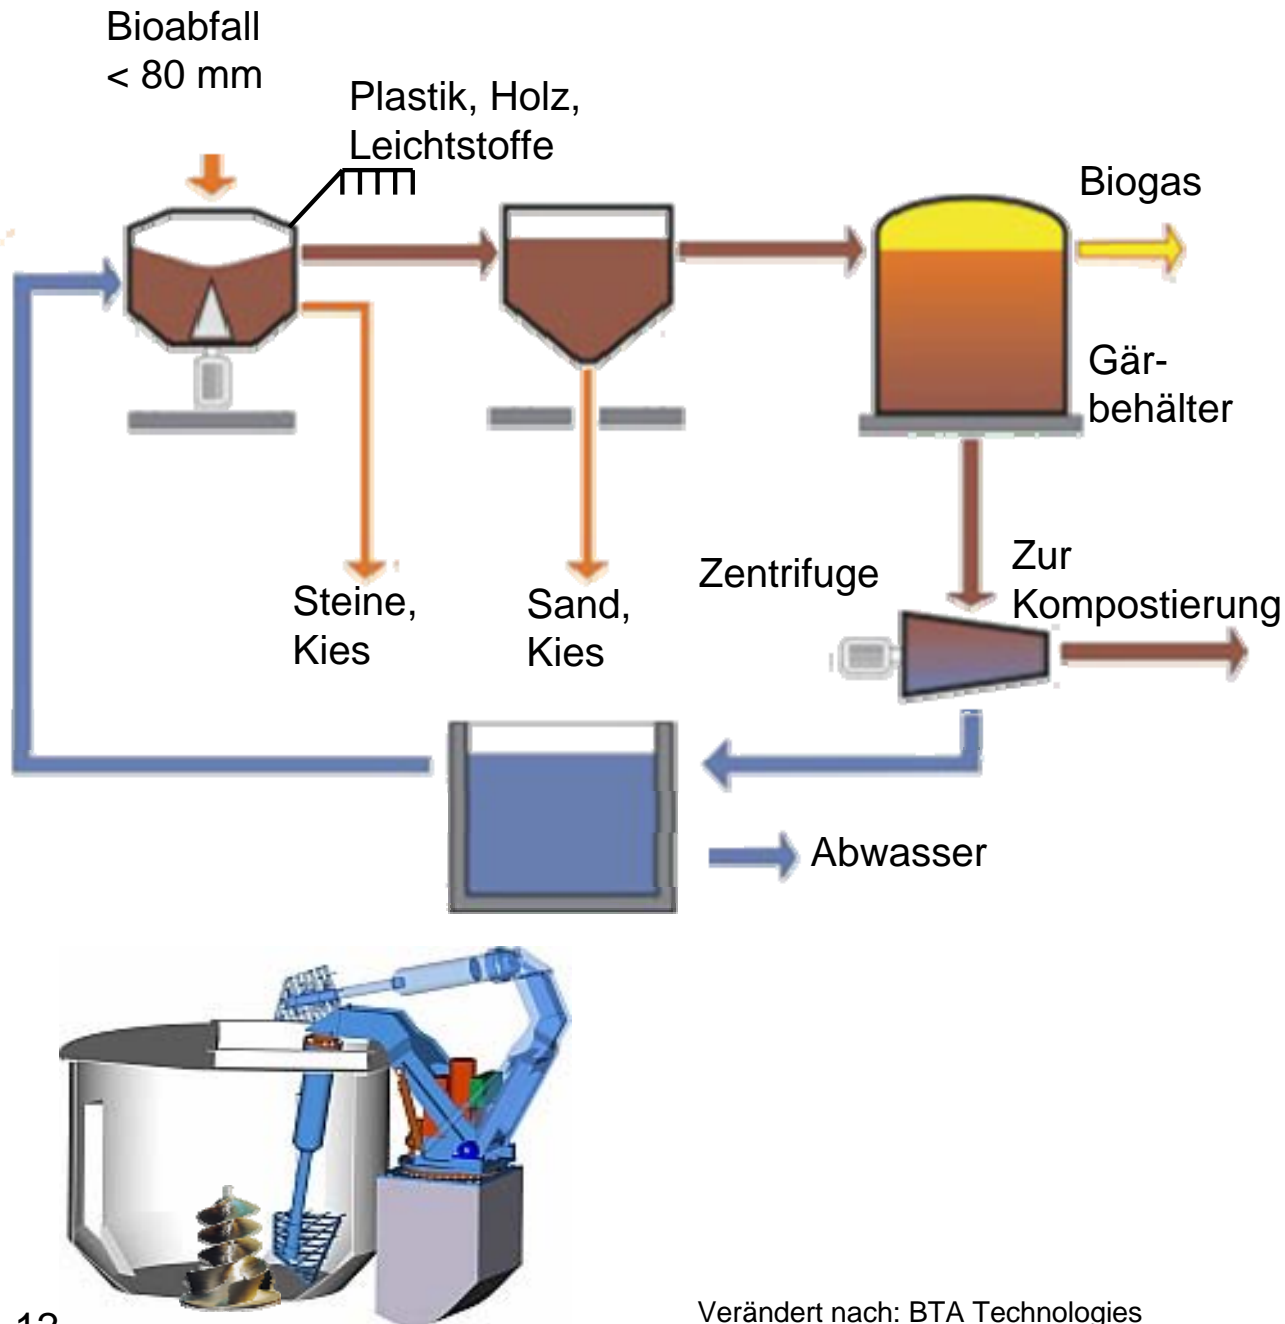 Bioabfall
< 80 mm
Plastik, Holz,
Leichtstoffe
Biogas
Gär-
behälter
Zentrifuge
Zur
Kompostierung
Steine,
Kies
Sand,
Kies
Abwasser
12
Verändert nach: BTA Technologies